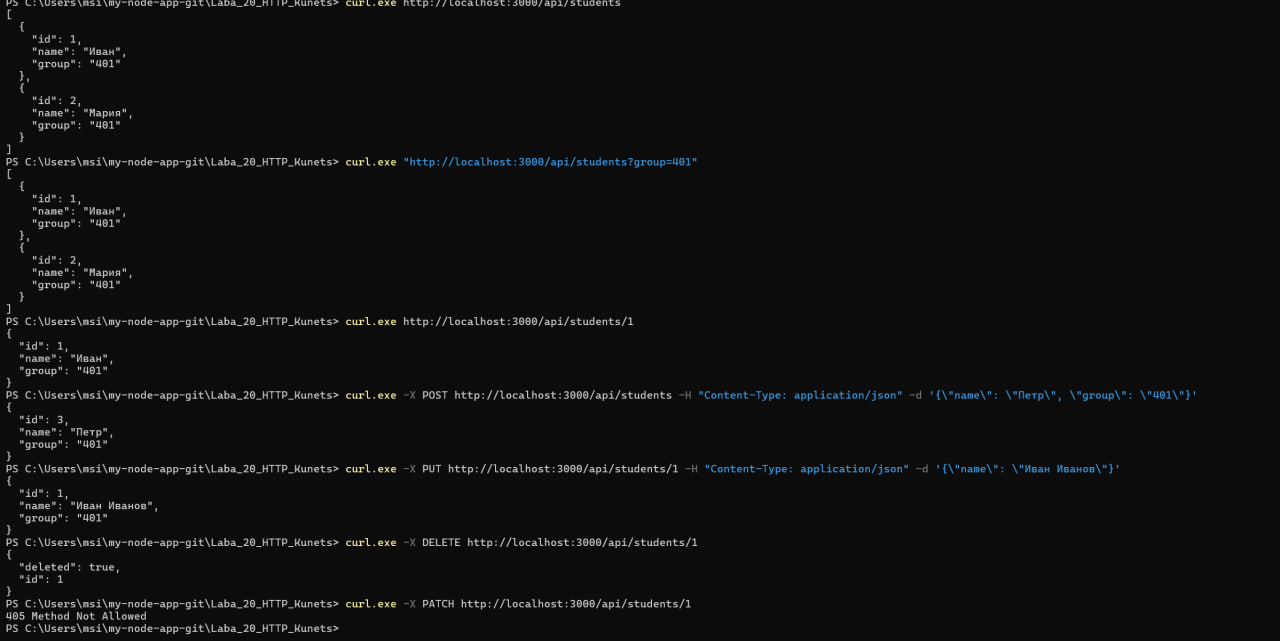 PS C:\Users\msi\my-node-app-git\Laba_20_HTTP_Kunets> curl.exe http://localhost:3000/api/students
[
  {
    "id": 1,
    "name": "Иван",
    "group": "401"
  },
  {
    "id": 2,
    "name": "Мария",
    "group": "401"
  }
]
PS C:\Users\msi\my-node-app-git\Laba_20_HTTP_Kunets> curl.exe "http://localhost:3000/api/students?group=401"
[
  {
    "id": 1,
    "name": "Иван",
    "group": "401"
  },
  {
    "id": 2,
    "name": "Мария",
    "group": "401"
  }
]
PS C:\Users\msi\my-node-app-git\Laba_20_HTTP_Kunets> curl.exe http://localhost:3000/api/students/1
{
  "id": 1,
  "name": "Иван",
  "group": "401"
}
PS C:\Users\msi\my-node-app-git\Laba_20_HTTP_Kunets> curl.exe -X POST http://localhost:3000/api/students -H "Content-Type: application/json" -d '{\"name\": \"Петр\", \"group\": \"401\"}'
{
  "id": 3,
  "name": "Петр",
  "group": "401"
}
PS C:\Users\msi\my-node-app-git\Laba_20_HTTP_Kunets> curl.exe -X PUT http://localhost:3000/api/students/1 -H "Content-Type: application/json" -d '{\"name\": \"Иван Иванов\"}'
{
  "id": 1,
  "name": "Иван Иванов",
  "group": "401"
}
PS C:\Users\msi\my-node-app-git\Laba_20_HTTP_Kunets> curl.exe -X DELETE http://localhost:3000/api/students/1
{
  "deleted": true,
  "id": 1
}
PS C:\Users\msi\my-node-app-git\Laba_20_HTTP_Kunets> curl.exe -X PATCH http://localhost:3000/api/students/1
405 Method Not Allowed
PS C:\Users\msi\my-node-app-git\Laba_20_HTTP_Kunets>